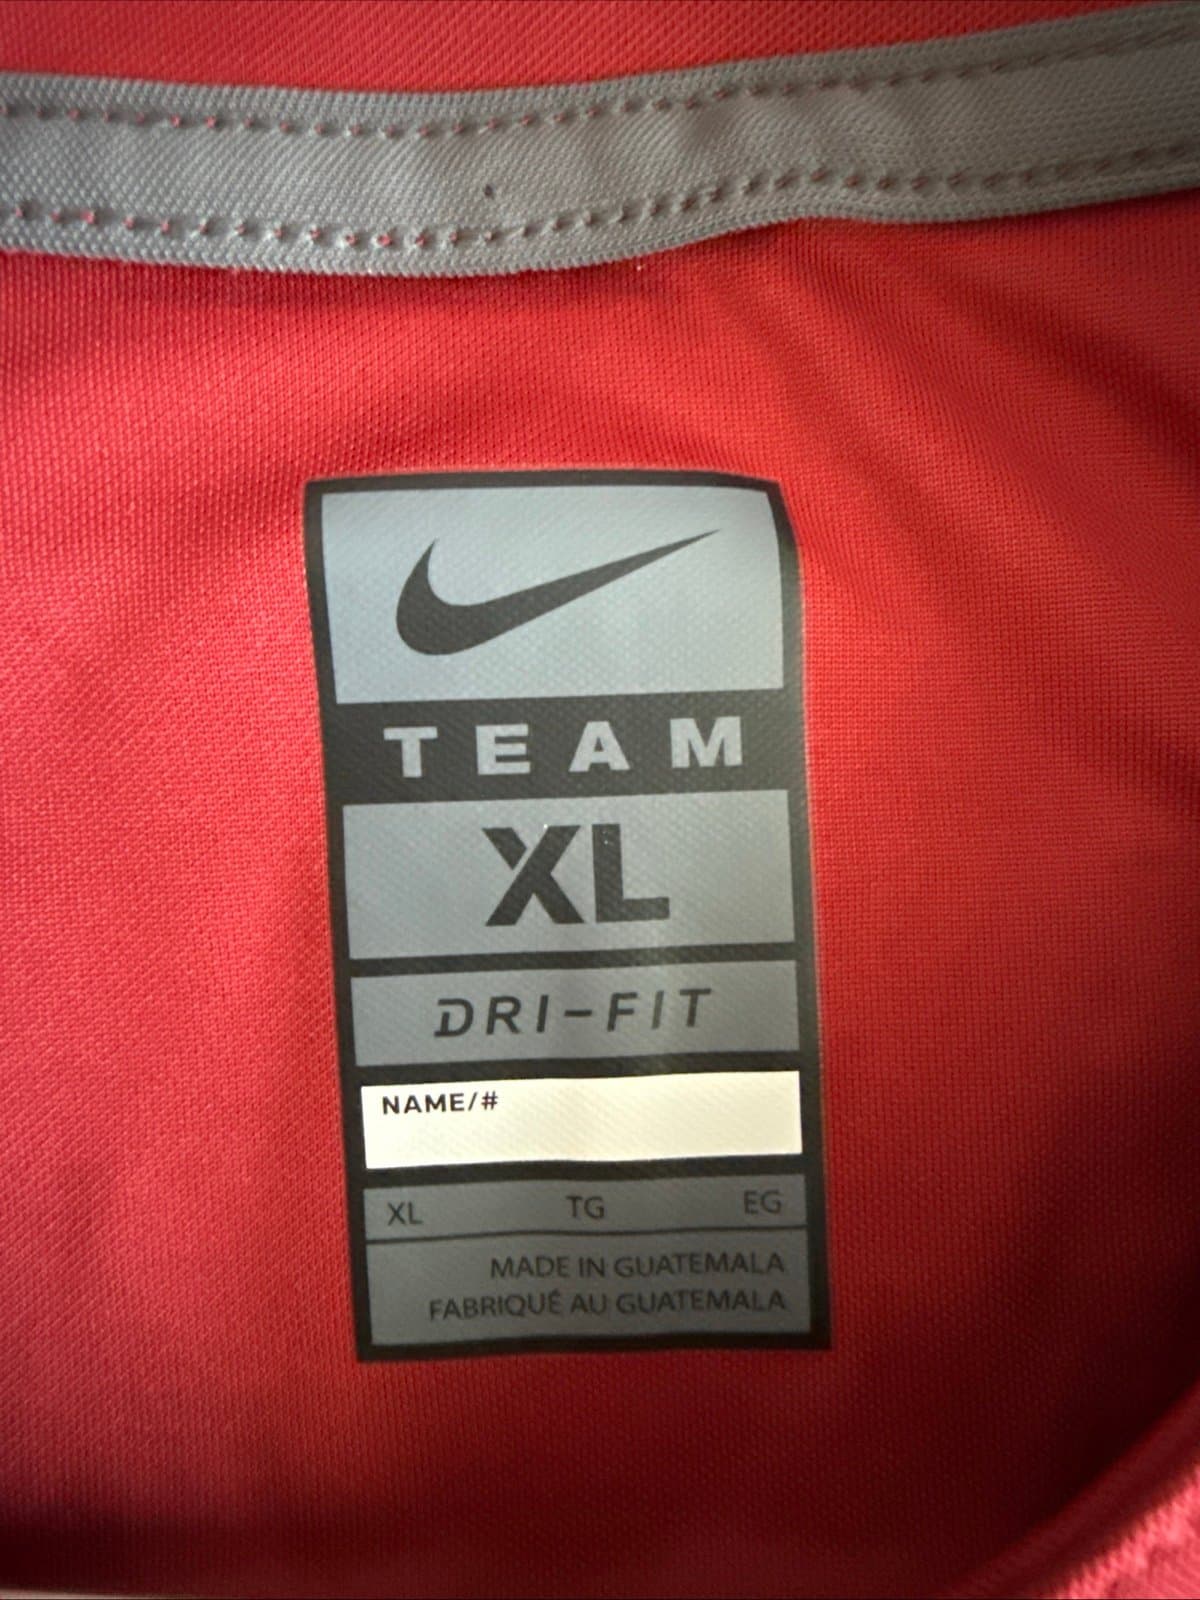 TEAM
XL
DRI-FIT
NAME/#
XL TG EG
MADE IN GUATEMALA
FABRIQUÉ AU GUATEMALA